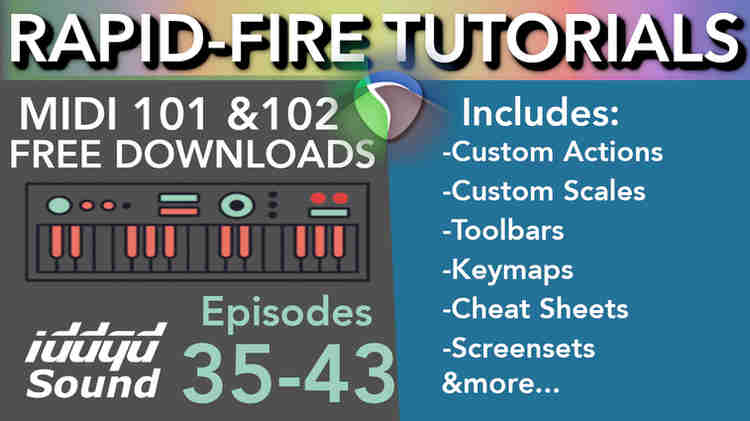 RAPID-FIRE TUTORIALS
MIDI 101 &102
FREE DOWNLOADS
Episodes
35-43
iddqd
Sound
Includes:
-Custom Actions
-Custom Scales
-Toolbars
-Keymaps
-Cheat Sheets
-Screensets
&more...